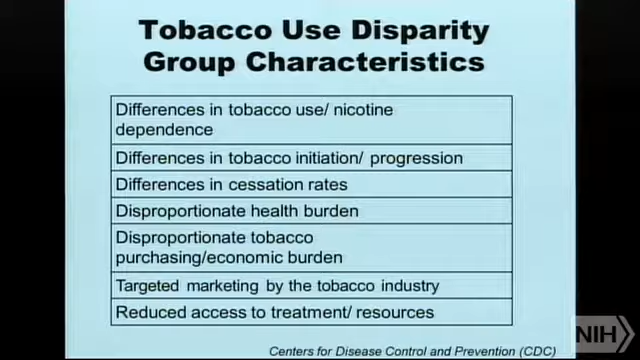 Tobacco Use Disparity
Group Characteristics
Differences in tobacco use/ nicotine
dependence
Differences in tobacco initiation/ progression
Differences in cessation rates
Disproportionate health burden
Disproportionate tobacco
purchasing/economic burden
Targeted marketing by the tobacco industry
Reduced access to treatment/ resources
Centers for Disease Control and Prevention (CDC)
NIH